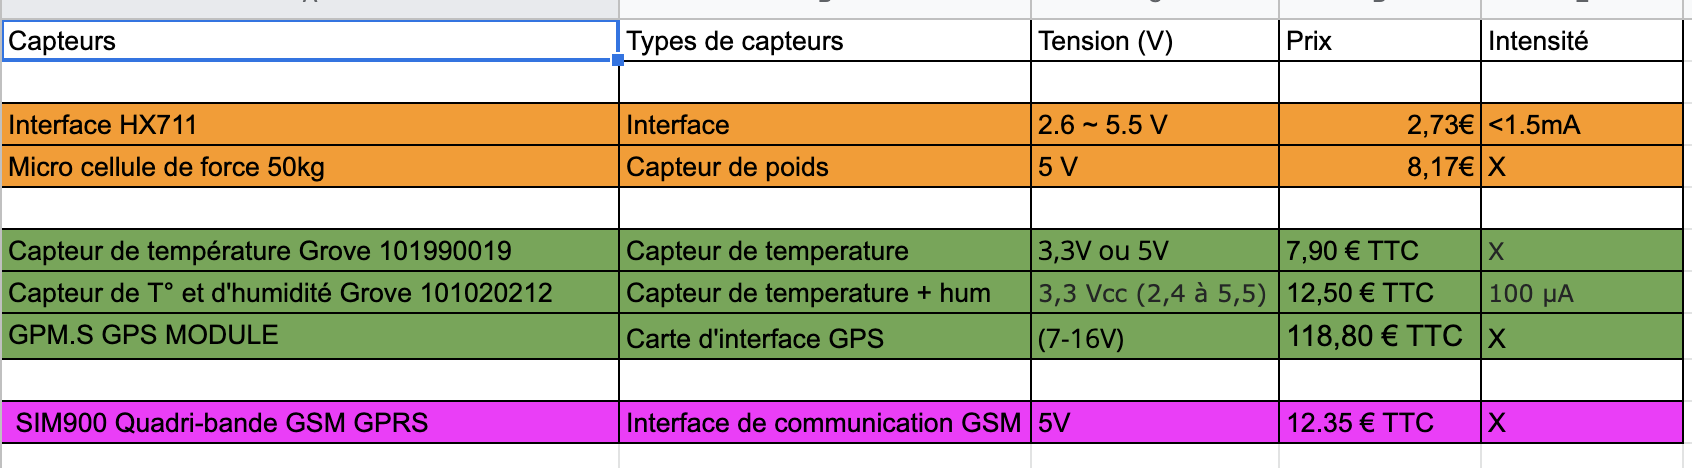 Capteurs Types de capteurs Tension (V) Prix Intensité
Interface HX711 Interface 2.6 ~ 5.5 V 2,73€ <1.5mA
Micro cellule de force 50kg Capteur de poids 5 V 8,17€ X
Capteur de température Grove 101990019 Capteur de temperature 3,3V ou 5V 7,90 € TTC X
Capteur de T° et d'humidité Grove 101020212 Capteur de temperature + hum 3,3 Vcc (2,4 à 5,5) 12,50 € TTC 100 µA
GPM.S GPS MODULE Carte d'interface GPS (7-16V) 118,80 € TTC X
SIM900 Quadri-bande GSM GPRS Interface de communication GSM 5V 12.35 € TTC X